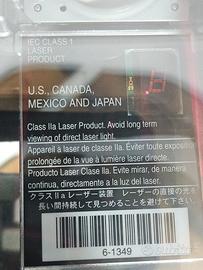 IEC CLASS 1
LASER
PRODUCT
U.S., CANADA,
MEXICO AND JAPAN
Class IIa Laser Product. Avoid long term
viewing of direct laser light.
Appareil à laser de classe IIa. Éviter toute exposition
prolongée de la vue à lumière laser directe.
Producto Laser Clase IIa. Evite mirar, de manera
continua, directamente a la luz del laser.
クラスIIaレーザー装置 レーザーの直接の光を
長い間持続して見つめることを避けて下さい
6-1349